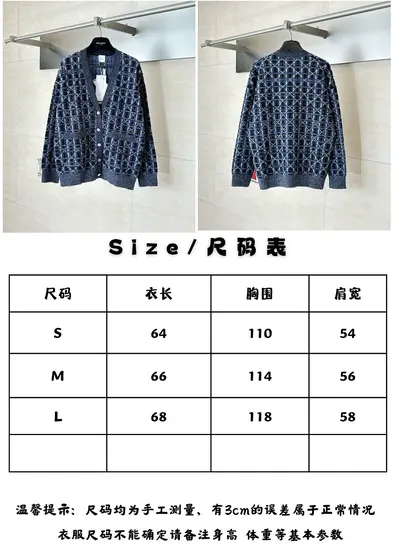 Size/尺码表
尺码 衣长 胸围 肩宽
S 64 110 54
M 66 114 56
L 68 118 58
温馨提示：尺码均为手工测量、有3cm的误差属于正常情况
衣服尺码不能确定请备注身高 体重等基本参数